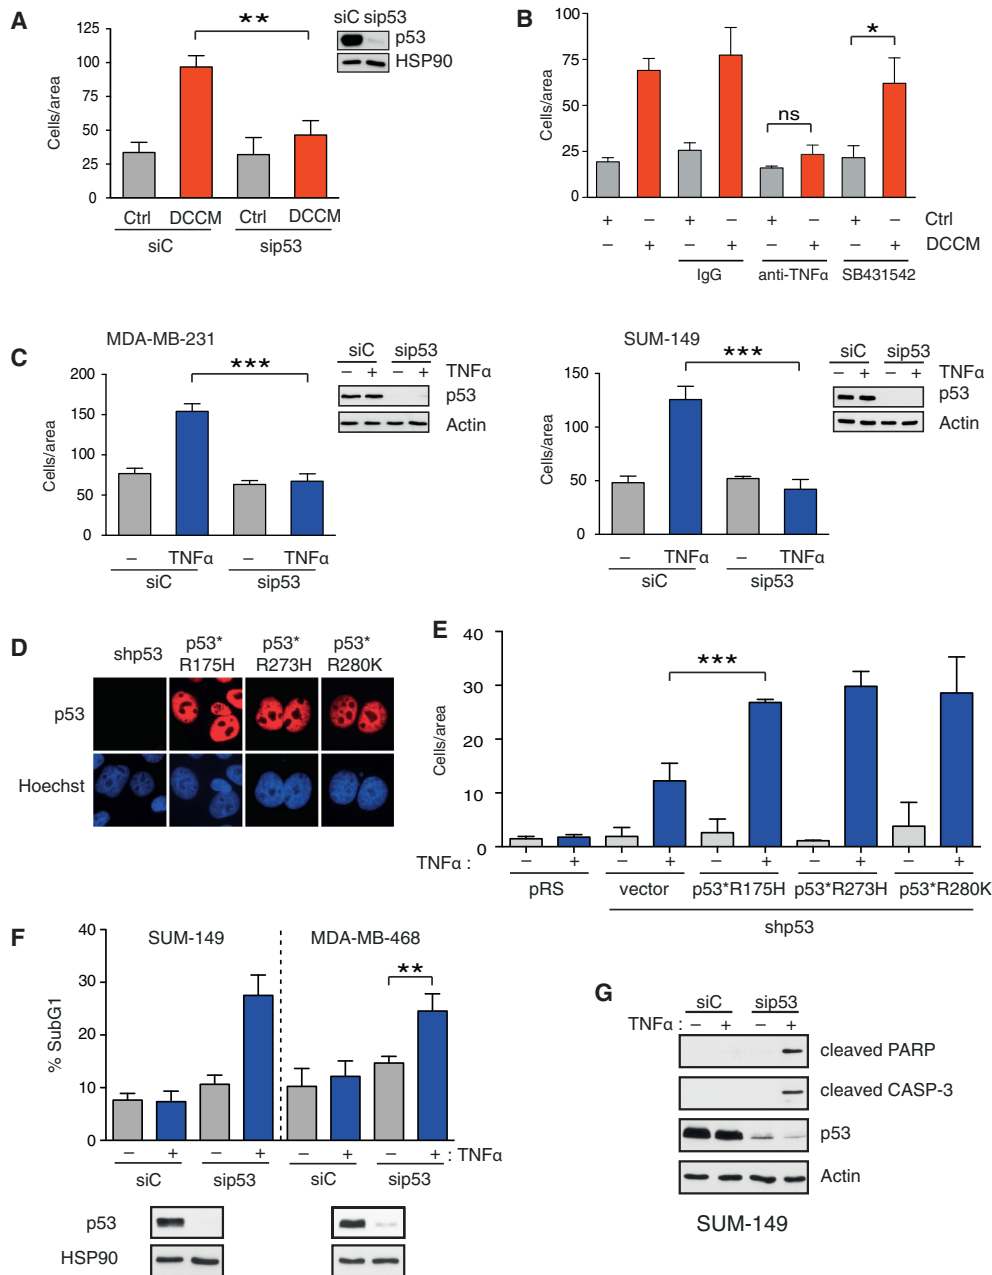 A
Cells/area
125
100
75
50
25
0
**
siC sip53
p53
HSP90
Ctrl DCCM Ctrl DCCM
siC sip53
B
Cells/area
100
75
50
25
0
ns
*
+ – + – + – + – Ctrl
– + – + – + – + DCCM
IgG anti-TNFα SB431542
C
MDA-MB-231
Cells/area
200
150
100
50
0
***
siC sip53
– + – + TNFα
p53
Actin
– TNFα – TNFα
siC sip53
SUM-149
Cells/area
150
100
50
0
***
siC sip53
– + – + TNFα
p53
Actin
– TNFα – TNFα
siC sip53
D
shp53 p53* R175H p53* R273H p53* R280K
p53
Hoechst
E
Cells/area
40
30
20
10
0
***
TNFα : – + – + – + – + – +
pRS vector p53*R175H p53*R273H p53*R280K
shp53
F
SUM-149 MDA-MB-468
% SubG1
40
30
20
10
0
**
– + – + – + – + : TNFα
siC sip53 siC sip53
p53
HSP90
G
siC sip53
TNFα : – + – +
cleaved PARP
cleaved CASP-3
p53
Actin
SUM-149